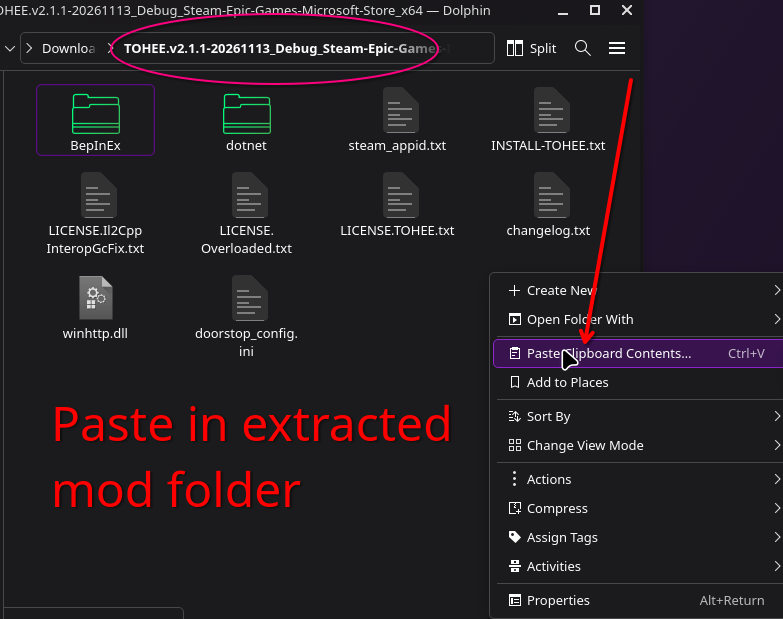 OHEE.v2.1.1-20261113_Debug_Steam-Epic-Games-Microsoft-Store_x64 — Dolphin
Downloa
TOHEE.v2.1.1-20261113_Debug_Steam-Epic-Games-
Split
BepInEx
dotnet
steam_appid.txt
INSTALL-TOHEE.txt
LICENSE.Il2Cpp
InteropGcFix.txt
LICENSE.
Overloaded.txt
LICENSE.TOHEE.txt
changelog.txt
winhttp.dll
doorstop_config.
ini
Create New
Open Folder With
Paste Clipboard Contents... Ctrl+V
Add to Places
Sort By
Change View Mode
Actions
Compress
Assign Tags
Activities
Properties Alt+Return
Paste in extracted
mod folder